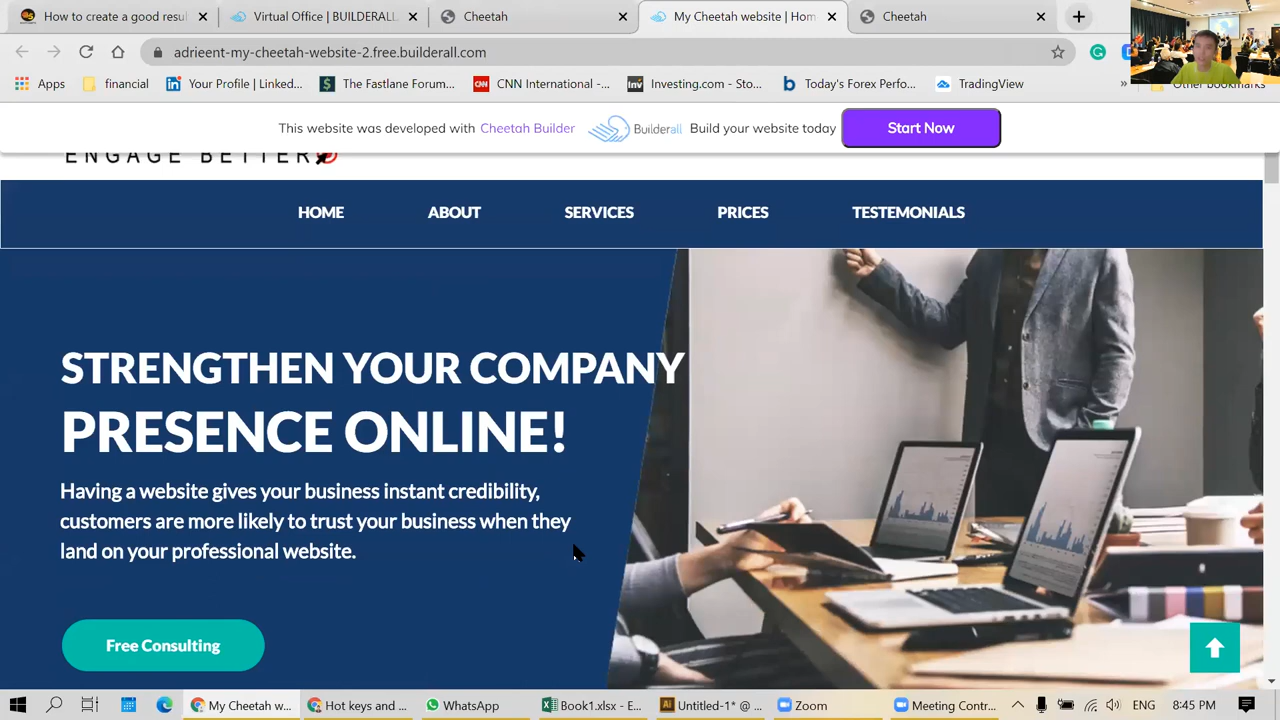 How to create a good resu
Virtual Office | BUILDERALL
Cheetah
My Cheetah website | Hom
Cheetah
adrieent-my-cheetah-website-2.free.builderall.com
Apps
financial
Your Profile | Linked...
The Fastlane For...
CNN International -...
Investing.com - Sto...
Today's Forex Perfo...
TradingView
»
Other bookmarks
This website was developed with Cheetah Builder
Builderall
Build your website today
Start Now
ENGAGE BETTER
HOME
ABOUT
SERVICES
PRICES
TESTIMONIALS
STRENGTHEN YOUR COMPANY
PRESENCE ONLINE!
Having a website gives your business instant credibility,
customers are more likely to trust your business when they
land on your professional website.
Free Consulting
My Cheetah w...
Hot keys and ...
WhatsApp
Book1.xlsx - E...
Untitled-1* @ ...
Zoom
Meeting Contr...
ENG
8:45 PM